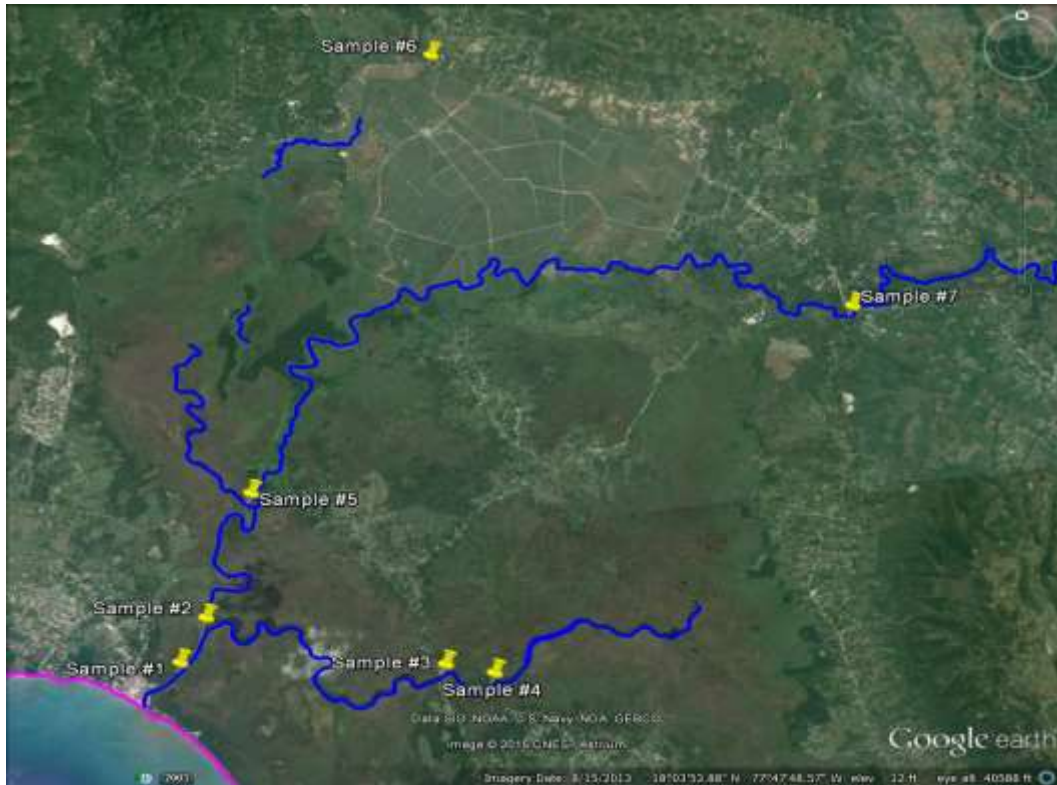 Sample #6
Sample #7
Sample #5
Sample #2
Sample #1
Sample #3
Sample #4
Data SIO, NOAA, U.S. Navy, NGA, GEBCO
Image © 2016 CNES / Astrium
Google earth
2003
Imagery Date: 8/15/2013 18°03'53.88" N 77°47'48.57" W elev 12 ft eye alt 40588 ft